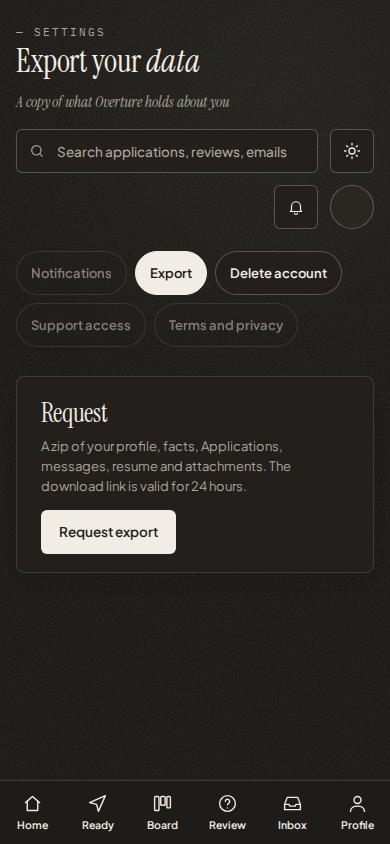 — SETTINGS
Export your data
A copy of what Overture holds about you
Search applications, reviews, emails
Notifications
Export
Delete account
Support access
Terms and privacy
Request
A zip of your profile, facts, Applications,
messages, resume and attachments. The
download link is valid for 24 hours.
Request export
Home
Ready
Board
Review
Inbox
Profile